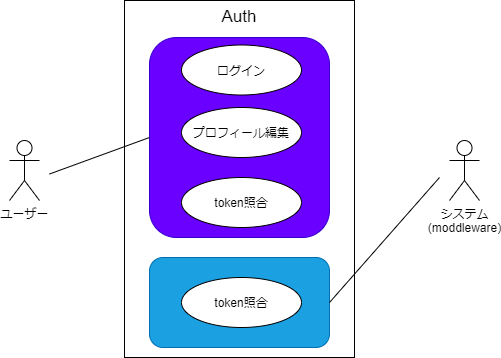 Auth
ログイン
プロフィール編集
token照合
ユーザー
システム
(moddleware)
token照合